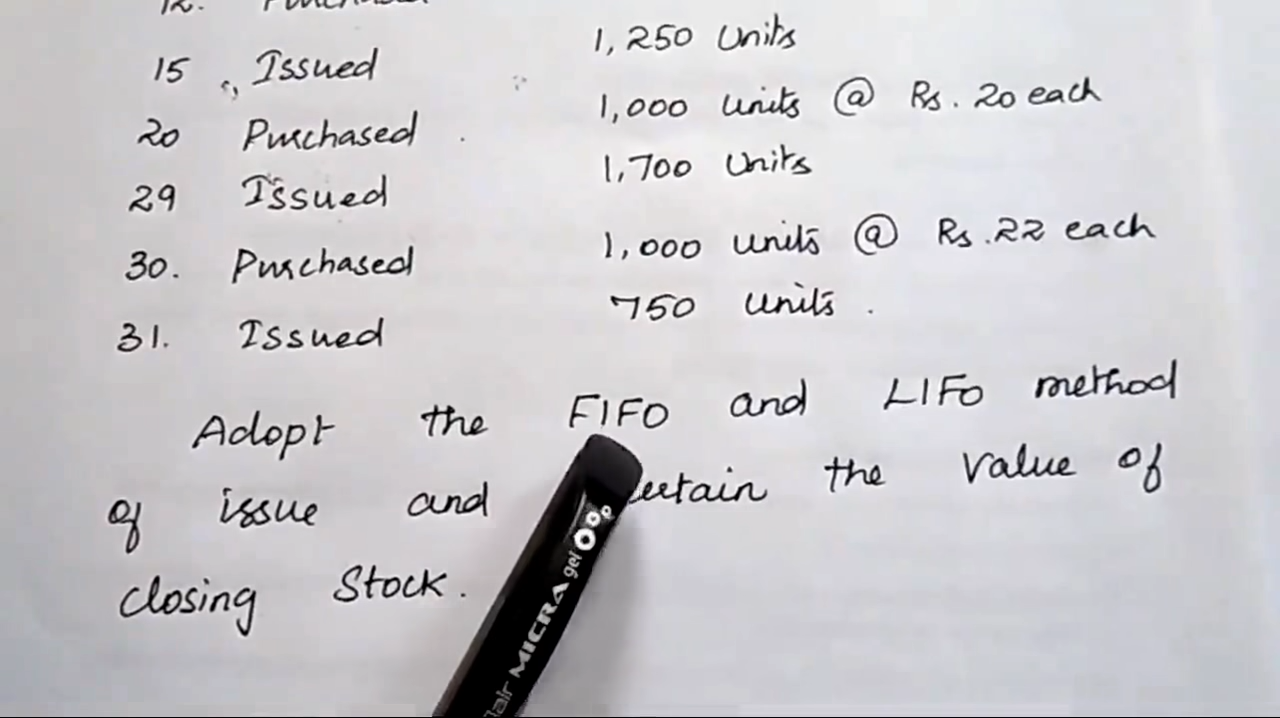 12. Purchased
15 Issued 1,250 Units
20 Purchased 1,000 units @ Rs. 20 each
29 Issued 1,700 Units
30. Purchased 1,000 units @ Rs. 22 each
31. Issued 750 units.
Adopt the FIFO and LIFO method
of issue and the value of
closing Stock.
MICRA gel